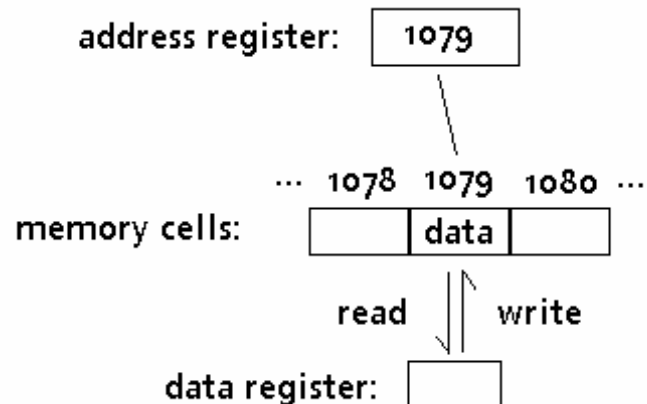 address register: 1079
... 1078 1079 1080 ...
memory cells: data
read write
data register: